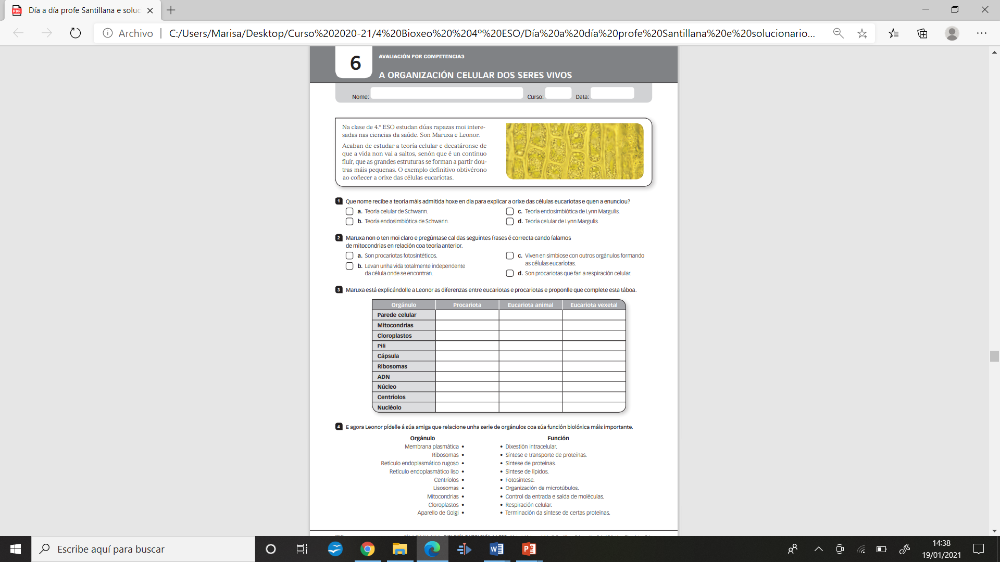 Día a día profe Santillana e soluc
Archivo | C:/Users/Marisa/Desktop/Curso%202020-21/4%20Bioxeo%20%204º%20ESO/Día%20a%20día%20profe%20Santillana%20e%20solucionario...
6
AVALIACIÓN POR COMPETENCIAS
A ORGANIZACIÓN CELULAR DOS SERES VIVOS
Nome: Curso: Data:
Na clase de 4.º ESO estudan dúas rapazas moi intere-
sadas nas ciencias da saúde. Son Maruxa e Leonor.
Acaban de estudar a teoría celular e decatáronse de
que a vida non vai a saltos, senón que é un continuo
fluír, que as grandes estruturas se forman a partir dou-
tras máis pequenas. O exemplo definitivo obtivérono
ao coñecer a orixe das células eucariotas.
1 Que nome recibe a teoría máis admitida hoxe en día para explicar a orixe das células eucariotas e quen a enunciou?
a. Teoría celular de Schwann.
b. Teoría endosimbiótica de Schwann.
c. Teoría endosimbiótica de Lynn Margulis.
d. Teoría celular de Lynn Margulis.
2 Maruxa non o ten moi claro e pregúntase cal das seguintes frases é correcta cando falamos
de mitocondrias en relación coa teoría anterior.
a. Son procariotas fotosintéticos.
b. Levan unha vida totalmente independente
da célula onde se encontran.
c. Viven en simbiose con outros orgánulos formando
as células eucariotas.
d. Son procariotas que fan a respiración celular.
3 Maruxa está explicándolle a Leonor as diferenzas entre eucariotas e procariotas e proponlle que complete esta táboa.
Orgánulo Procariota Eucariota animal Eucariota vexetal
Parede celular
Mitocondrias
Cloroplastos
Pili
Cápsula
Ribosomas
ADN
Núcleo
Centríolos
Nucléolo
4 E agora Leonor pídelle á súa amiga que relacione unha serie de orgánulos coa súa función biolóxica máis importante.
Orgánulo Función
Membrana plasmática • • Dixestión intracelular.
Ribosomas • • Síntese e transporte de proteínas.
Retículo endoplasmático rugoso • • Síntese de proteínas.
Retículo endoplasmático liso • • Síntese de lípidos.
Centríolos • • Fotosíntese.
Lisosomas • • Organización de microtúbulos.
Mitocondrias • • Control da entrada e saída de moléculas.
Cloroplastos • • Respiración celular.
Aparello de Golgi • • Terminación da síntese de certas proteínas.
Escribe aquí para buscar
14:38
19/01/2021